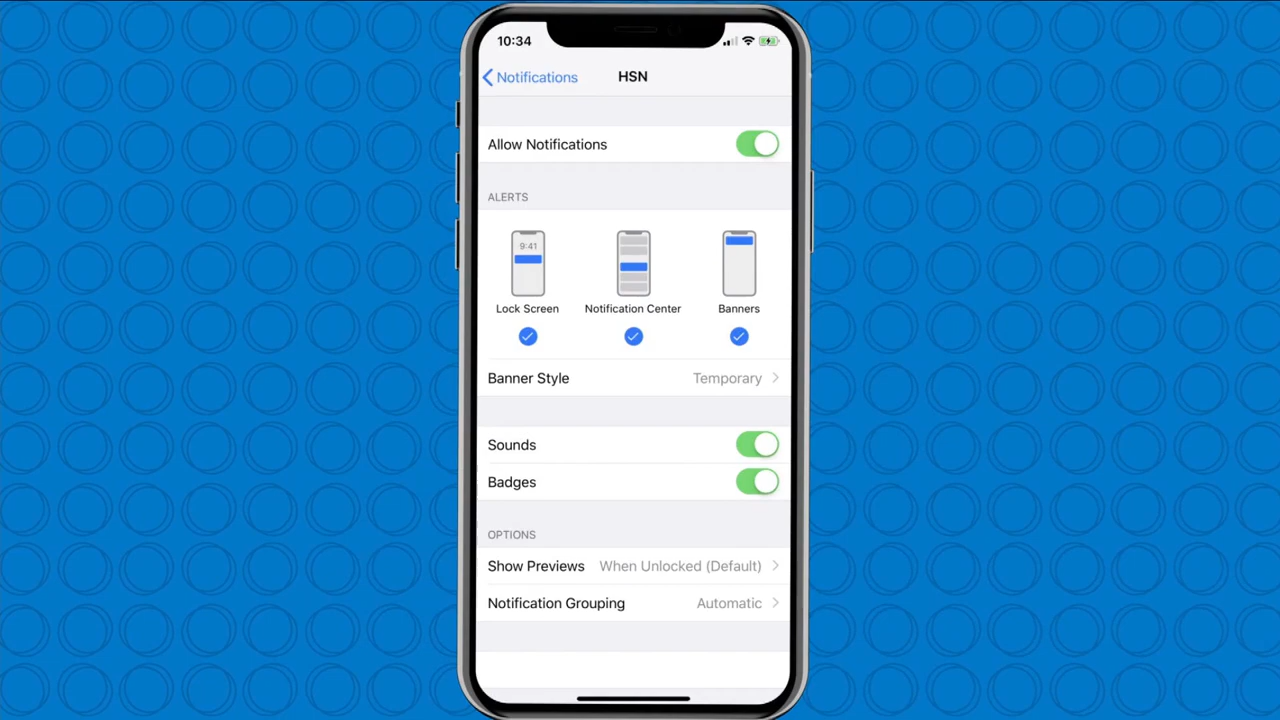 10:34
Notifications HSN
Allow Notifications
ALERTS
9:41
Lock Screen Notification Center Banners
Banner Style Temporary
Sounds
Badges
OPTIONS
Show Previews When Unlocked (Default)
Notification Grouping Automatic